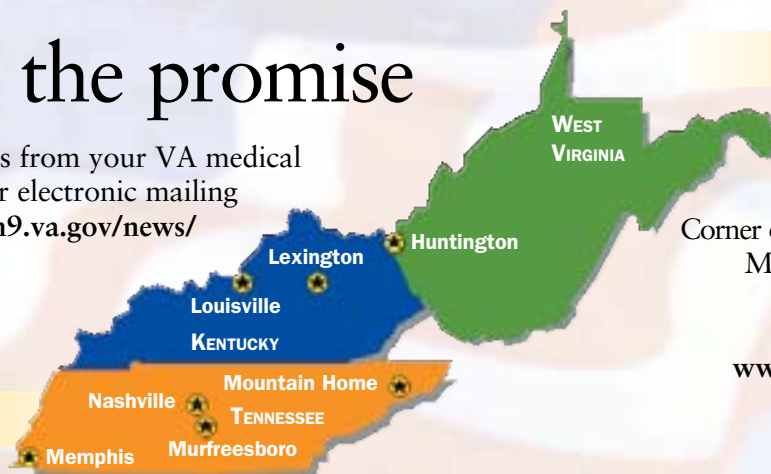 the promise
s from your VA medical
r electronic mailing
n9.va.gov/news/
WEST
VIRGINIA
Huntington
Corner
M
Lexington
Louisville
KENTUCKY
ww
Mountain Home
Nashville
TENNESSEE
Murfreesboro
Memphis